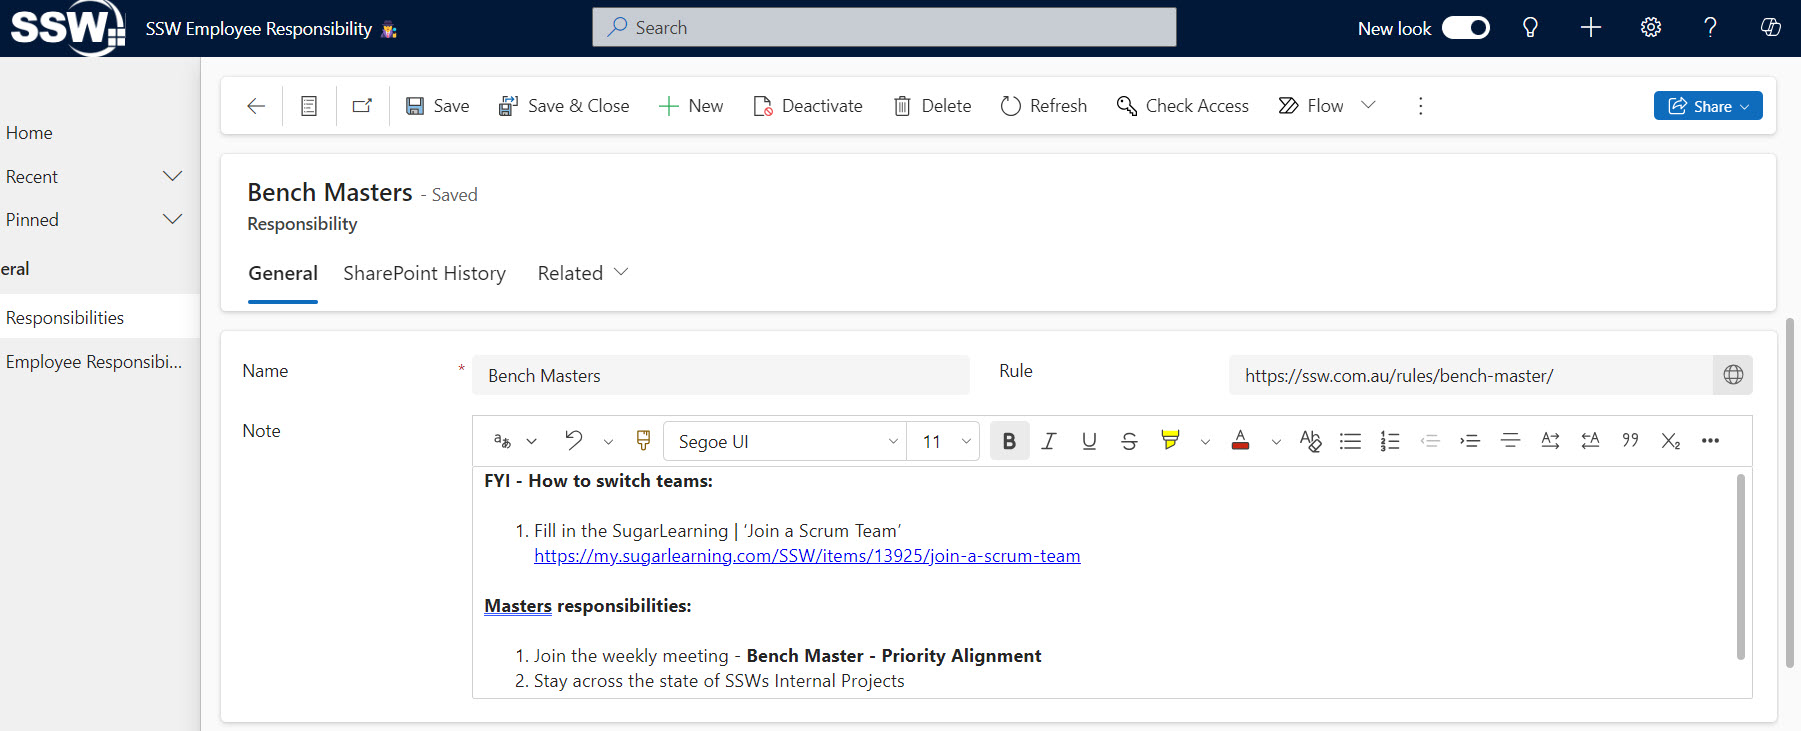 SSW
SSW Employee Responsibility
Search
New look
Home
Recent
Pinned
eral
Responsibilities
Employee Responsibi...
Save
Save & Close
New
Deactivate
Delete
Refresh
Check Access
Flow
Share
Bench Masters - Saved
Responsibility
General
SharePoint History
Related
Name *
Bench Masters
Rule
https://ssw.com.au/rules/bench-master/
Note
Segoe UI
11
FYI - How to switch teams:
1. Fill in the SugarLearning | ‘Join a Scrum Team’
https://my.sugarlearning.com/SSW/items/13925/join-a-scrum-team
Masters responsibilities:
1. Join the weekly meeting - Bench Master - Priority Alignment
2. Stay across the state of SSWs Internal Projects